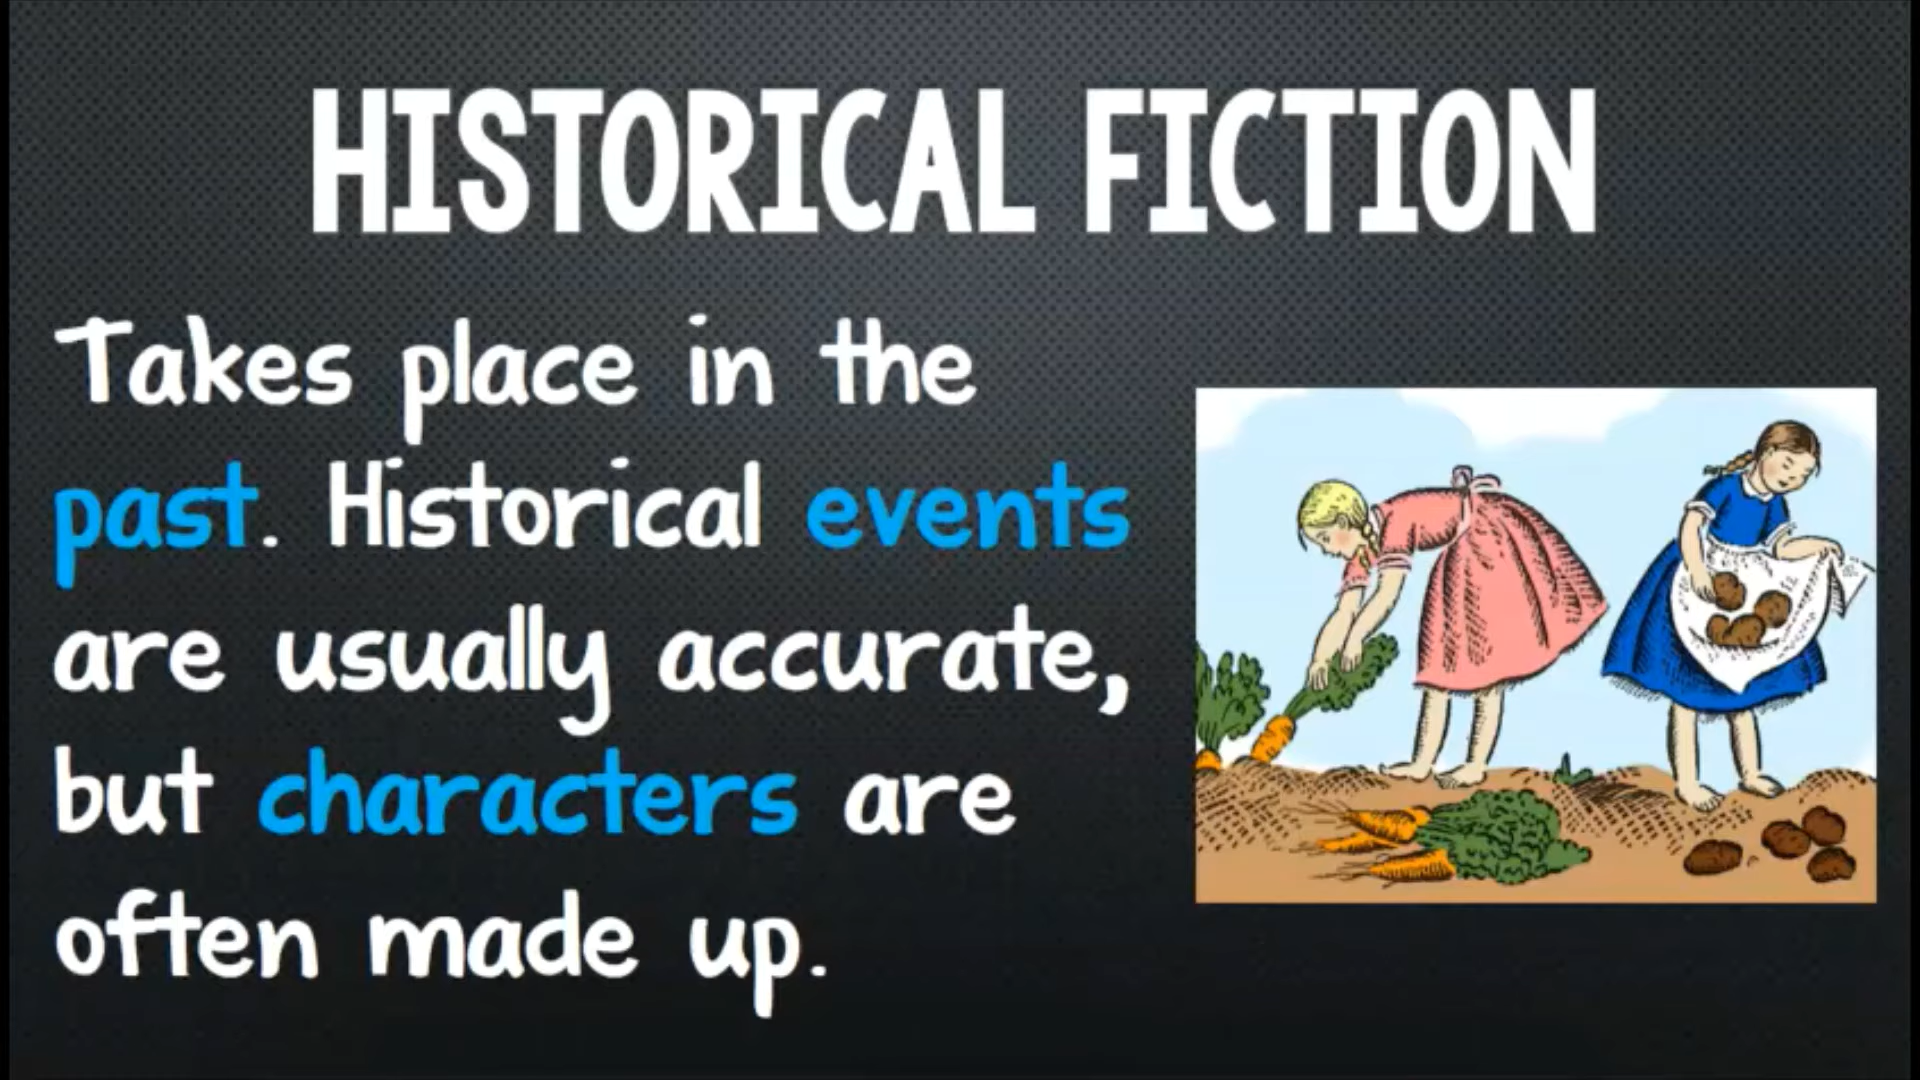 HISTORICAL FICTION
Takes place in the
past. Historical events
are usually accurate,
but characters are
often made up.